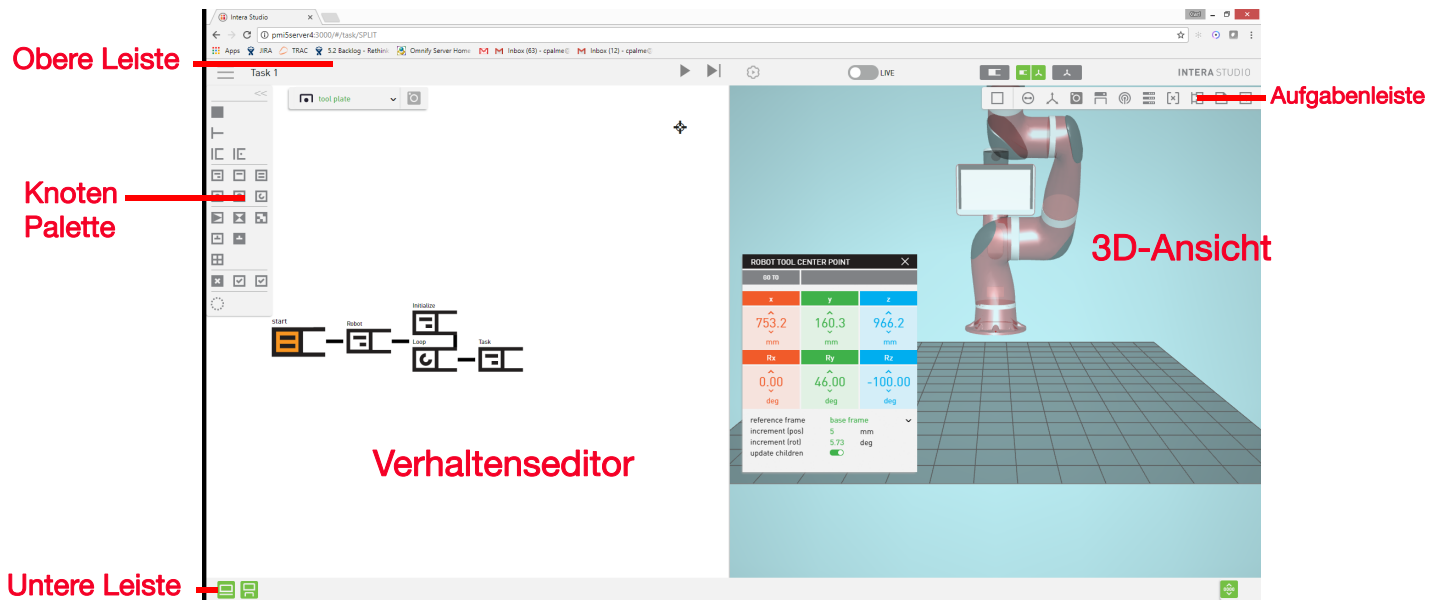 Intera Studio
pmi5server4:3000/#/task/SPLIT
Apps JIRA TRAC 5.2 Backlog - Rethink Omnify Server Home Inbox (63) - cpalme Inbox (12) - cpalme
Obere Leiste
Task 1
LIVE
INTERA STUDIO
<<
tool plate
Aufgabenleiste
Knoten
Palette
3D-Ansicht
ROBOT TOOL CENTER POINT
GO TO
x y z
753.2 160.3 966.2
mm mm mm
Rx Ry Rz
0.00 46.00 -100.00
deg deg deg
reference frame base frame
increment (pos) 5 mm
increment (rot) 5.73 deg
update children
Initialize
start
Robot
Loop
Task
Verhaltenseditor
Untere Leiste